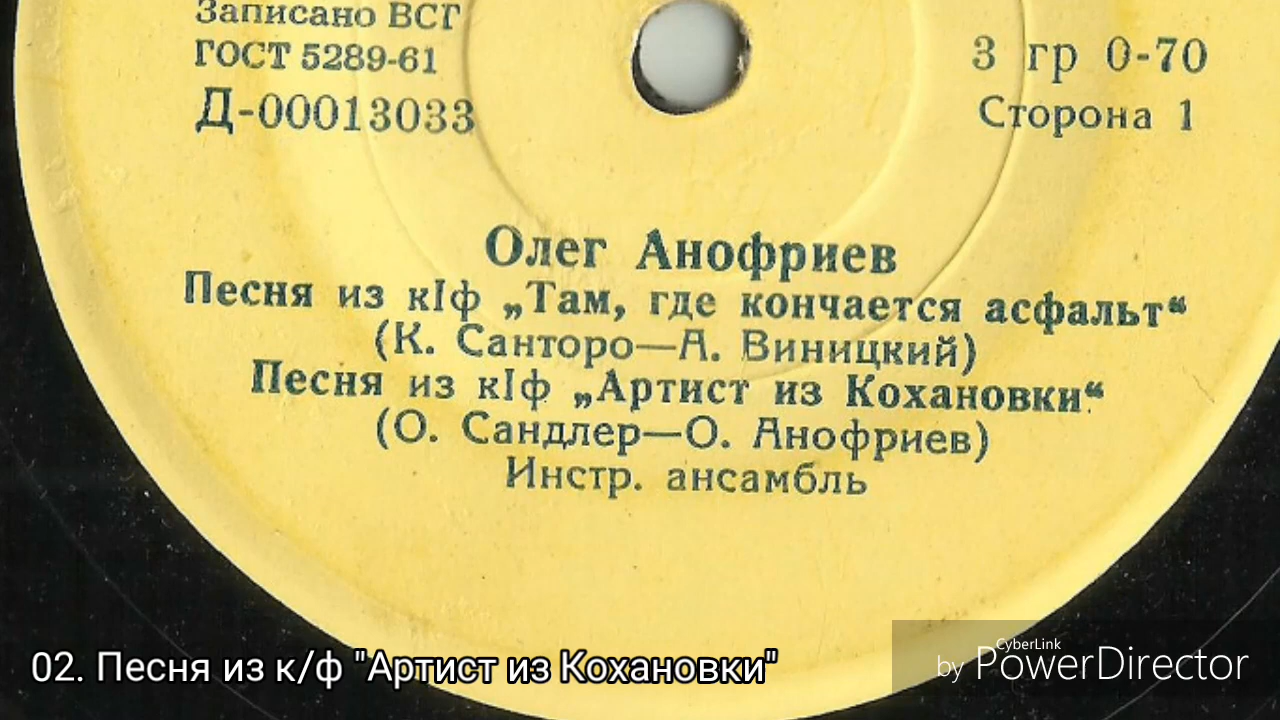 Записано ВСГ
ГОСТ 5289-61
Д-00013033
3 гр 0-70
Сторона 1
Олег Анофриев
Песня из к/ф „Там, где кончается асфальт“
(К. Санторо—А. Виницкий)
Песня из к/ф „Артист из Кохановки“
(О. Сандлер—О. Анофриев)
Инстр. ансамбль
02. Песня из к/ф "Артист из Кохановки"
CyberLink
by PowerDirector